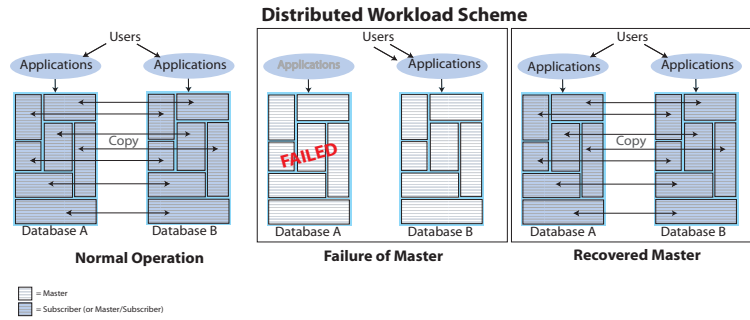 Distributed Workload Scheme
Users
Applications
Applications
Copy
Database A
Database B
Normal Operation
Users
Applications
Applications
FAILED
Database A
Database B
Failure of Master
Users
Applications
Applications
Copy
Database A
Database B
Recovered Master
= Master
= Subscriber (or Master/Subscriber)